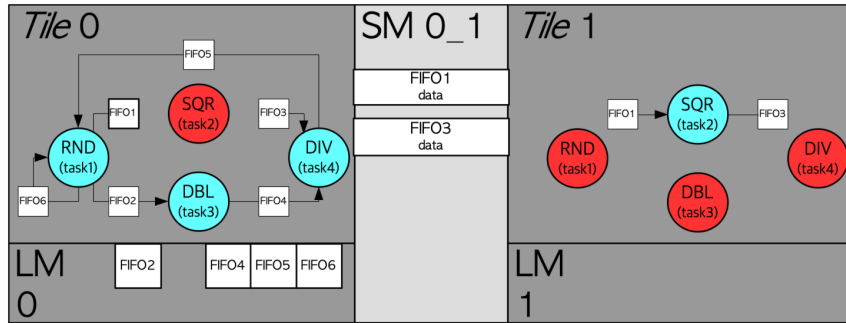 Tile 0
SM 0_1
Tile 1
FIFO5
FIFO1
data
FIFO3
data
FIFO1
SQR
(task2)
FIFO3
RND
(task1)
DIV
(task4)
DBL
(task3)
FIFO6
FIFO2
FIFO4
FIFO1
SQR
(task2)
FIFO3
RND
(task1)
DIV
(task4)
DBL
(task3)
LM
0
FIFO2
FIFO4
FIFO5
FIFO6
LM
1